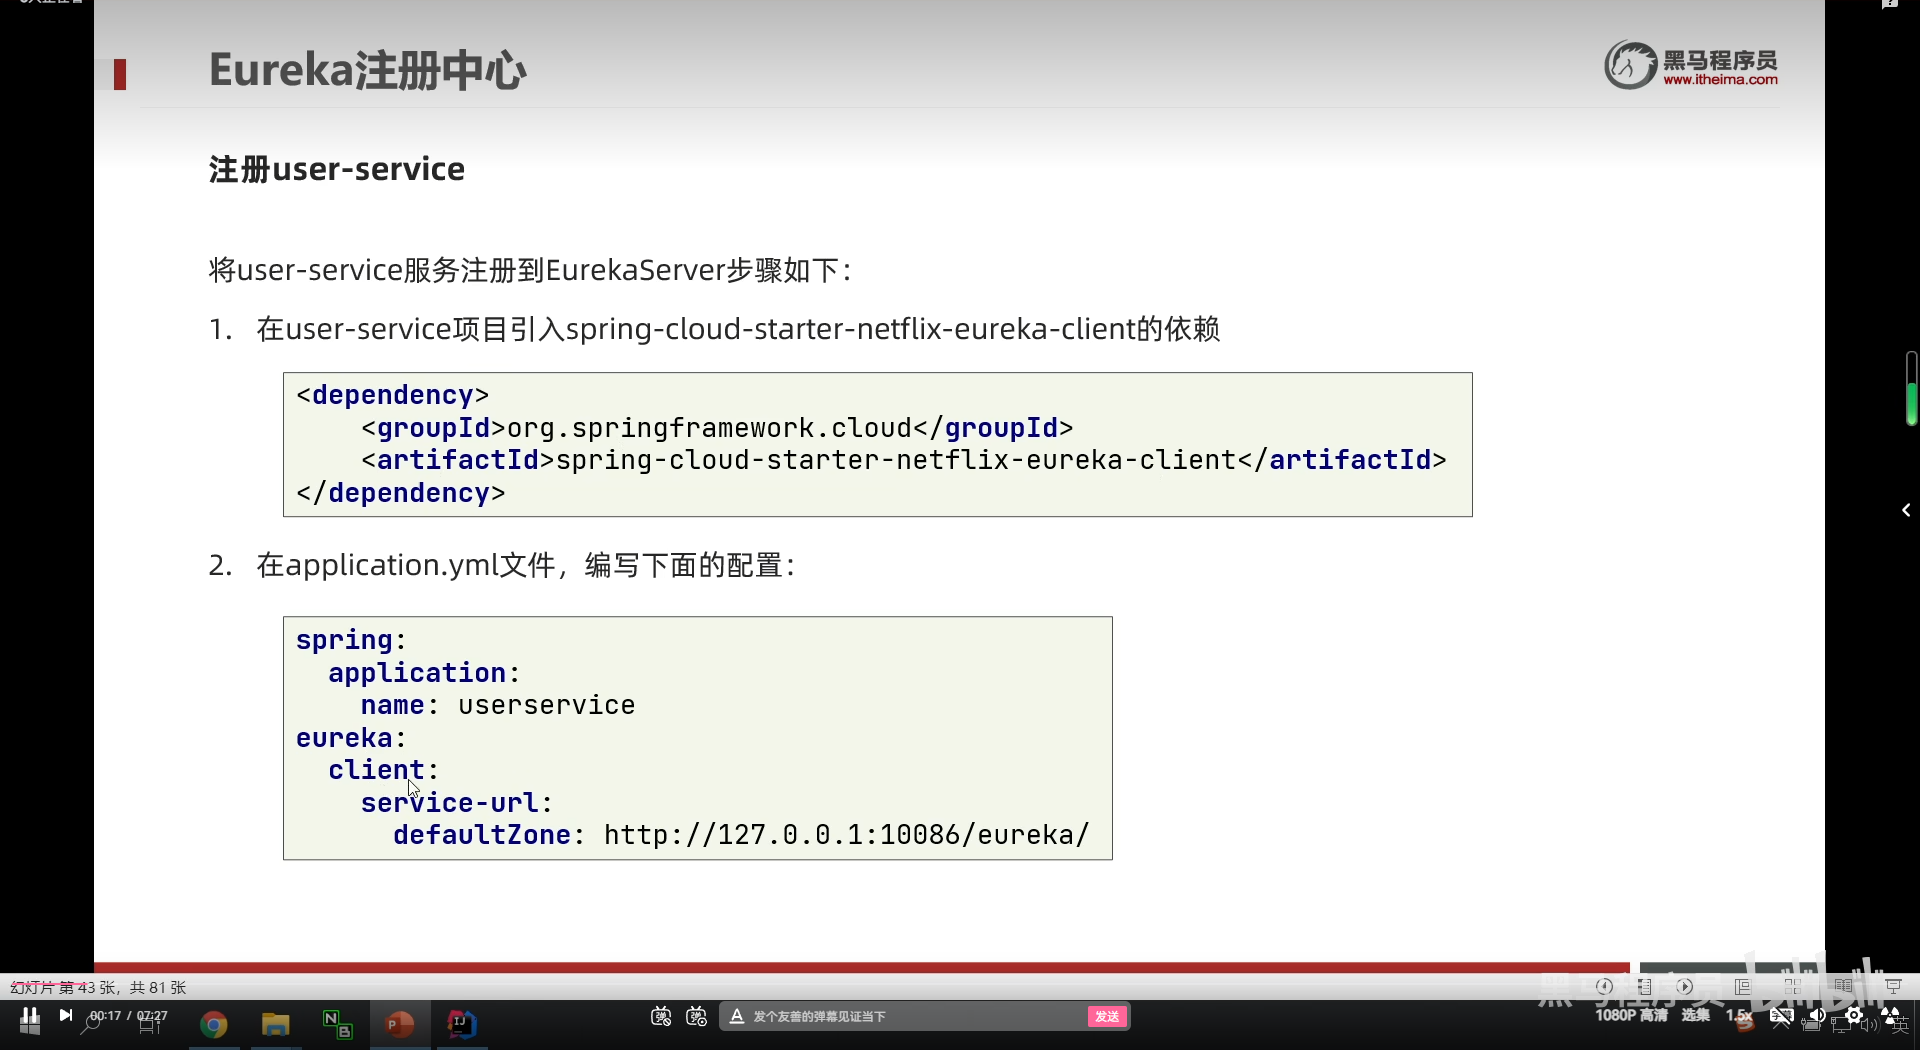 Eureka注册中心
黑马程序员
www.itheima.com
注册user-service
将user-service服务注册到EurekaServer步骤如下：
1. 在user-service项目引入spring-cloud-starter-netflix-eureka-client的依赖
<dependency>
    <groupId>org.springframework.cloud</groupId>
    <artifactId>spring-cloud-starter-netflix-eureka-client</artifactId>
</dependency>
2. 在application.yml文件，编写下面的配置：
spring:
  application:
    name: userservice
eureka:
  client:
    service-url:
      defaultZone: http://127.0.0.1:10086/eureka/
幻灯片 第 43 张，共 81 张
黑马程序员 bilibili
00:17 / 07:27
发个友善的弹幕见证当下
发送
1080P 高清 选集 1.5x
英